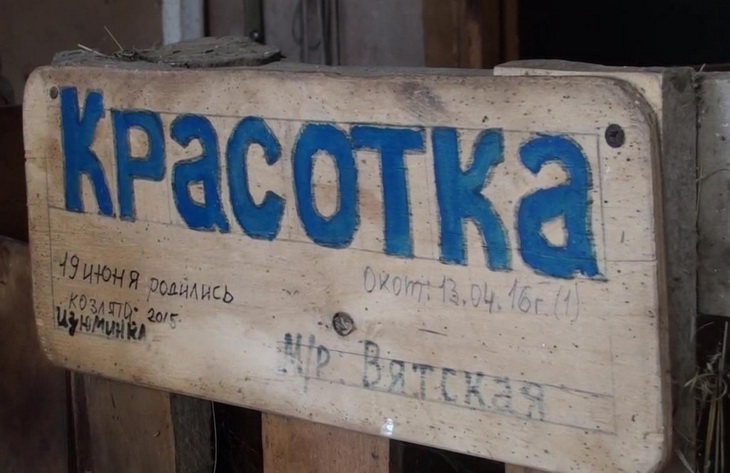 Красотка
19 июня родились
козлята: 2015
Изюминка
Окот: 13.04.16г. (1)
М/р. Вятская